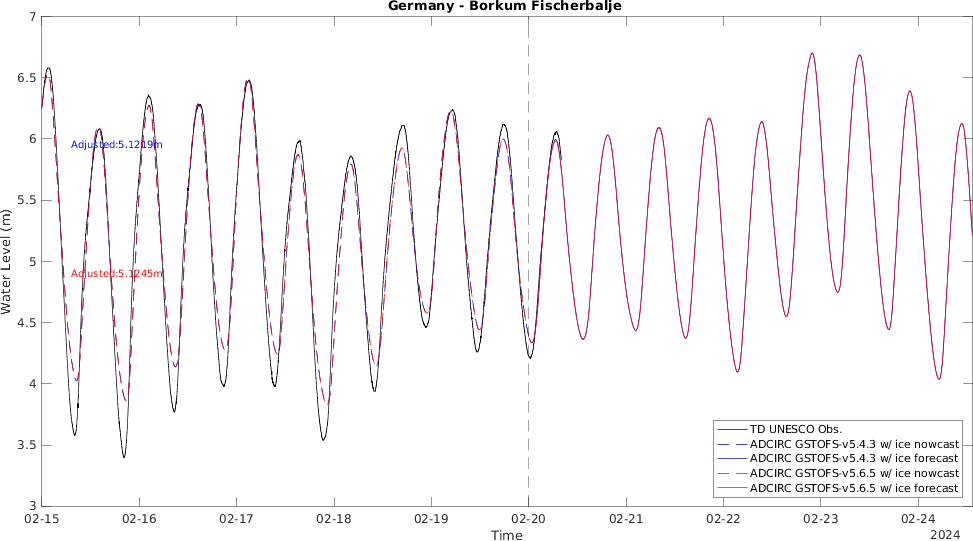 Germany - Borkum Fischerbalje
7
6.5
6
5.5
5
4.5
4
3.5
3
Water Level (m)
Adjusted:5.1219m
Adjusted:5.1245m
TD UNESCO Obs.
ADCIRC GSTOFS-v5.4.3 w/ ice nowcast
ADCIRC GSTOFS-v5.4.3 w/ ice forecast
ADCIRC GSTOFS-v5.6.5 w/ ice nowcast
ADCIRC GSTOFS-v5.6.5 w/ ice forecast
02-15 02-16 02-17 02-18 02-19 02-20 02-21 02-22 02-23 02-24
Time
2024